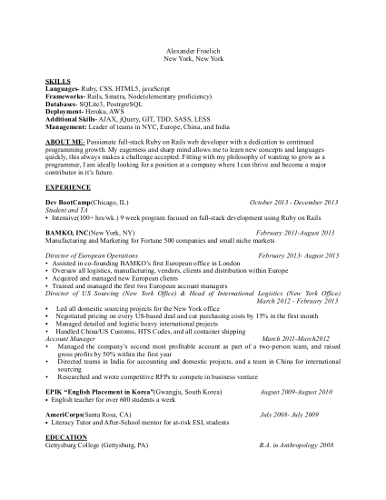 Alexander Froelich
New York, New York
SKILLS
Languages- Ruby, CSS, HTML5, javaScript
Frameworks- Rails, Sinatra, Node(elementary proficiency)
Databases- SQLite3, PostrgreSQL
Deployment- Heroku, AWS
Additional Skills- AJAX, jQuery, GIT, TDD, SASS, LESS
Management: Leader of teams in NYC, Europe, China, and India
ABOUT ME: Passionate full-stack Ruby on Rails web developer with a dedication to continued
programming growth. My eagerness and sharp mind allows me to learn new concepts and languages
quickly, this always makes a challenge accepted. Fitting with my philosophy of wanting to grow as a
programmer, I am ideally looking for a position at a company where I can thrive and become a major
contributor in it's future.
EXPERIENCE
Dev BootCamp(Chicago, IL) October 2013 - December 2013
Student and TA
• Intensive(100+ hrs/wk.) 9 week program focused on full-stack development using Ruby on Rails
BAMKO, INC(New York, NY) February 2011-August 2013
Manufacturing and Marketing for Fortune 500 companies and small niche markets
Director of European Operations February 2013- August 2013
• Assisted in co-founding BAMKO's first European office in London
• Oversaw all logistics, manufacturing, vendors, clients and distribution within Europe
• Acquired and managed new European clients
• Trained and managed the first two European account managers
Director of US Sourcing (New York Office) & Head of International Logistics (New York Office)
March 2012 - February 2013
• Led all domestic sourcing projects for the New York office
• Negotiated pricing on every US-based deal and cut purchasing costs by 15% in the first month
• Managed detailed and logistic heavy international projects
• Handled China/US Customs, HTS Codes, and all container shipping
Account Manager March 2011-March2012
• Managed the company's second most profitable account as part of a two-person team, and raised
gross profits by 50% within the first year
• Directed teams in India for accounting and domestic projects, and a team in China for international
sourcing
• Researched and wrote competitive RFPs to compete in business venture
EPIK "English Placement in Korea"(Gwangju, South Korea) August 2009-August 2010
• English teacher for over 600 students a week
AmeriCorps(Santa Rosa, CA) July 2008- July 2009
• Literacy Tutor and After-School mentor for at-risk ESL students
EDUCATION
Gettysburg College (Gettysburg, PA) B.A. in Anthropology 2008